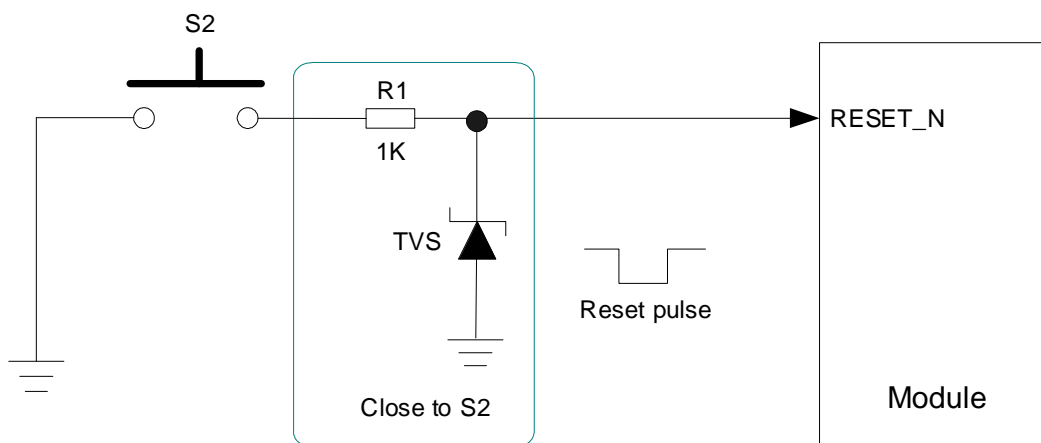 S2
R1
1K
RESET_N
TVS
Reset pulse
Close to S2
Module